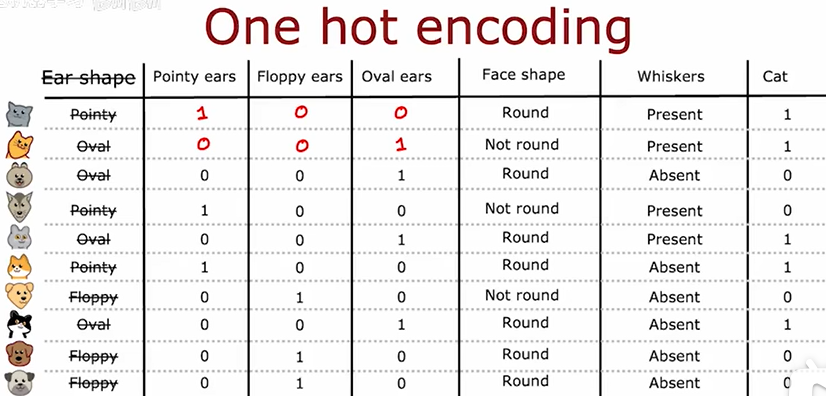 One hot encoding
Ear shape Pointy ears Floppy ears Oval ears Face shape Whiskers Cat
Pointy 1 0 0 Round Present 1
Oval 0 0 1 Not round Present 1
Oval 0 0 1 Round Absent 0
Pointy 1 0 0 Not round Present 0
Oval 0 0 1 Round Present 1
Pointy 1 0 0 Round Absent 1
Floppy 0 1 0 Not round Absent 0
Oval 0 0 1 Round Absent 1
Floppy 0 1 0 Round Absent 0
Floppy 0 1 0 Round Absent 0